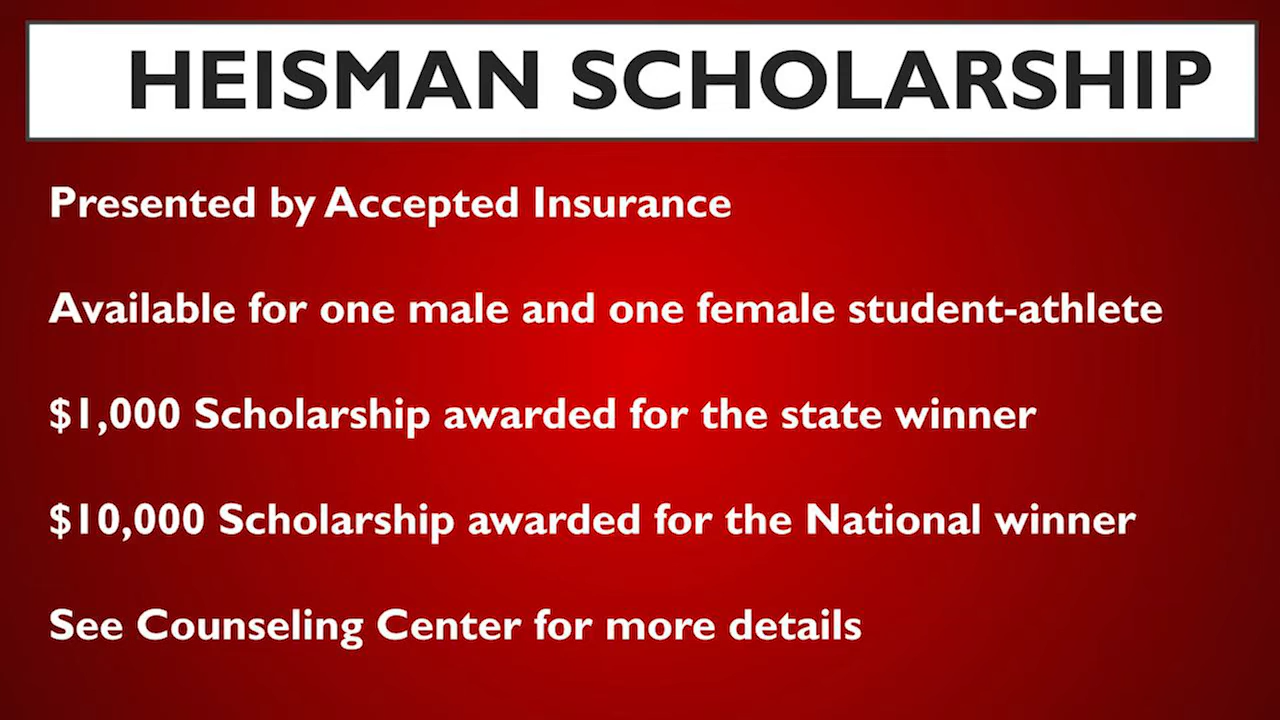 HEISMAN SCHOLARSHIP
Presented by Accepted Insurance
Available for one male and one female student-athlete
$1,000 Scholarship awarded for the state winner
$10,000 Scholarship awarded for the National winner
See Counseling Center for more details